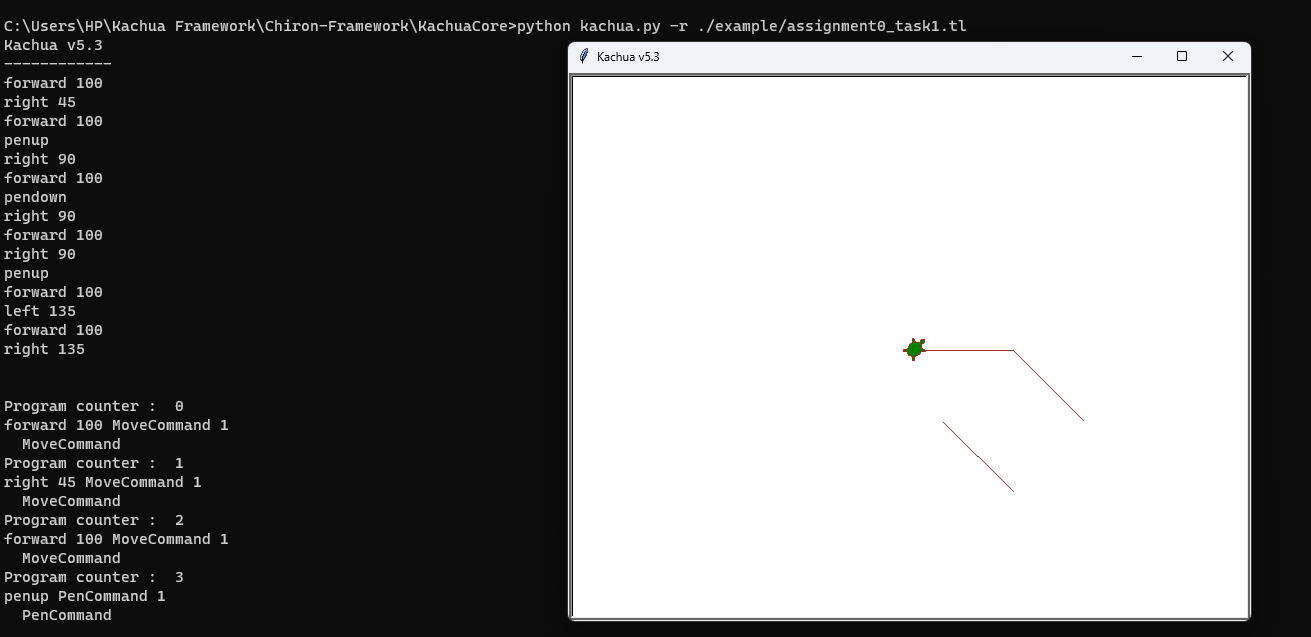 C:\Users\HP\Kachua Framework\Chiron-Framework\KachuaCore>python kachua.py -r ./example/assignment0_task1.tl
Kachua v5.3
------------
forward 100
right 45
forward 100
penup
right 90
forward 100
pendown
right 90
forward 100
right 90
penup
forward 100
left 135
forward 100
right 135
Program counter :  0
forward 100 MoveCommand 1
  MoveCommand
Program counter :  1
right 45 MoveCommand 1
  MoveCommand
Program counter :  2
forward 100 MoveCommand 1
  MoveCommand
Program counter :  3
penup PenCommand 1
  PenCommand
Kachua v5.3